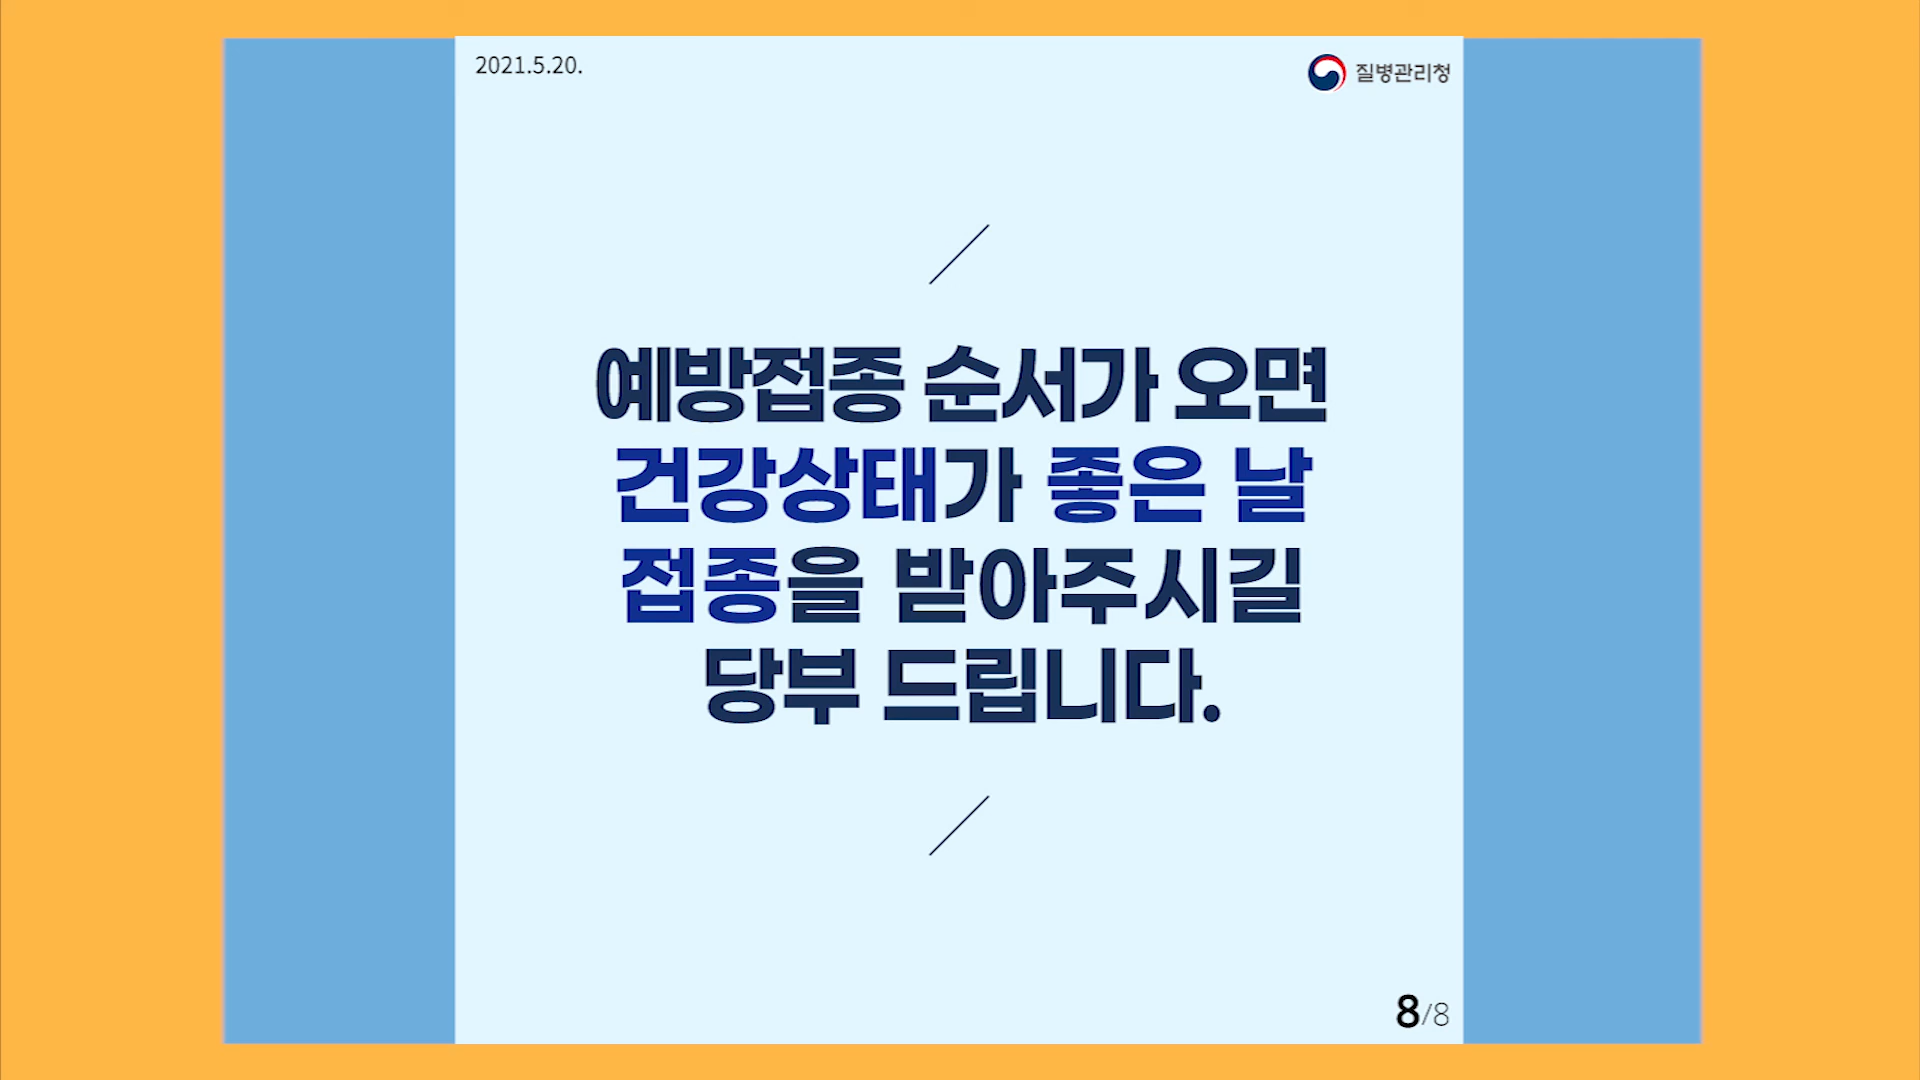 2021.5.20.
질병관리청
예방접종 순서가 오면
건강상태가 좋은 날
접종을 받아주시길
당부 드립니다.
8/8